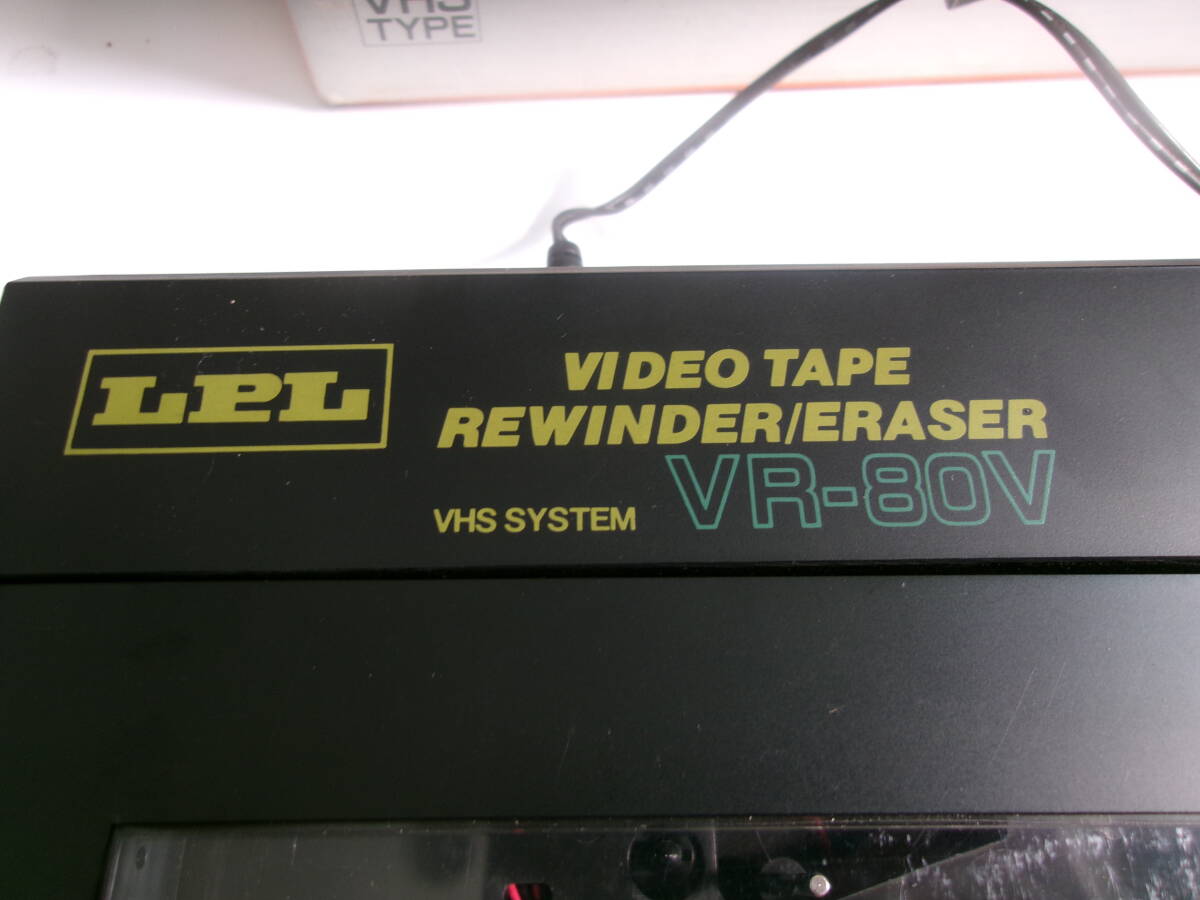 VHS
TYPE
LPL
VIDEO TAPE
REWINDER/ERASER
VHS SYSTEM VR-80V